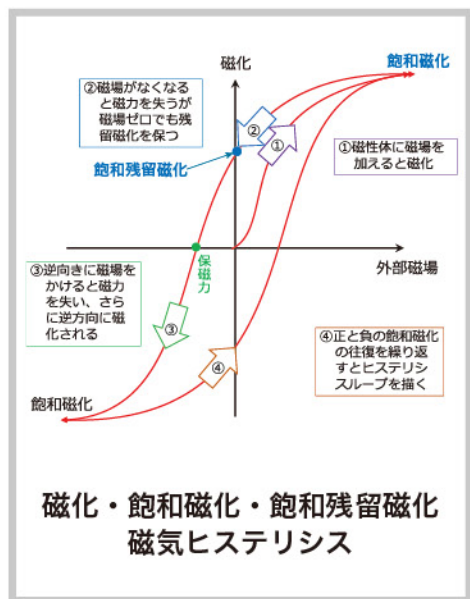 磁化
飽和磁化
②磁場がなくなる
と磁力を失うが
磁場ゼロでも残
留磁化を保つ
②
①
飽和残留磁化
①磁性体に磁場を
加えると磁化
外部磁場
保磁力
③逆向きに磁場を
かけると磁力
を失い、さら
に逆方向に磁
化される
③
④
④正と負の飽和磁化
の往復を繰り返
すとヒステリシ
スループを描く
飽和磁化
磁化・飽和磁化・飽和残留磁化
磁気ヒステリシス